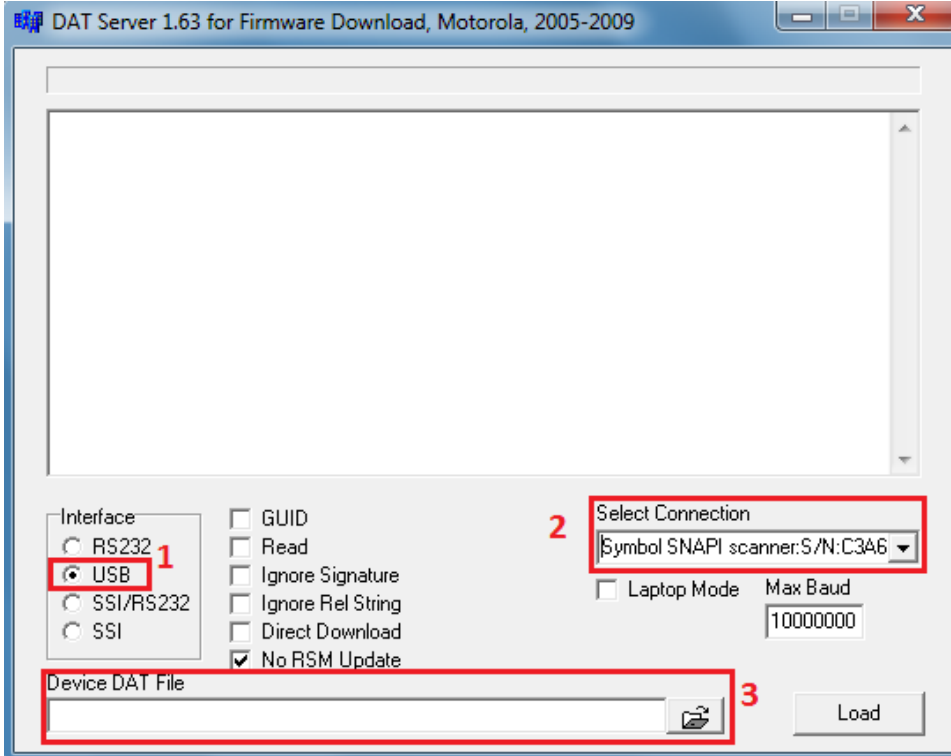 DAT Server 1.63 for Firmware Download, Motorola, 2005-2009
Interface
RS232
1
USB
SSI/RS232
SSI
GUID
Read
Ignore Signature
Ignore Rel String
Direct Download
No RSM Update
2
Select Connection
Symbol SNAPI scanner:S/N:C3A6
Laptop Mode
Max Baud
10000000
Device DAT File
3
Load